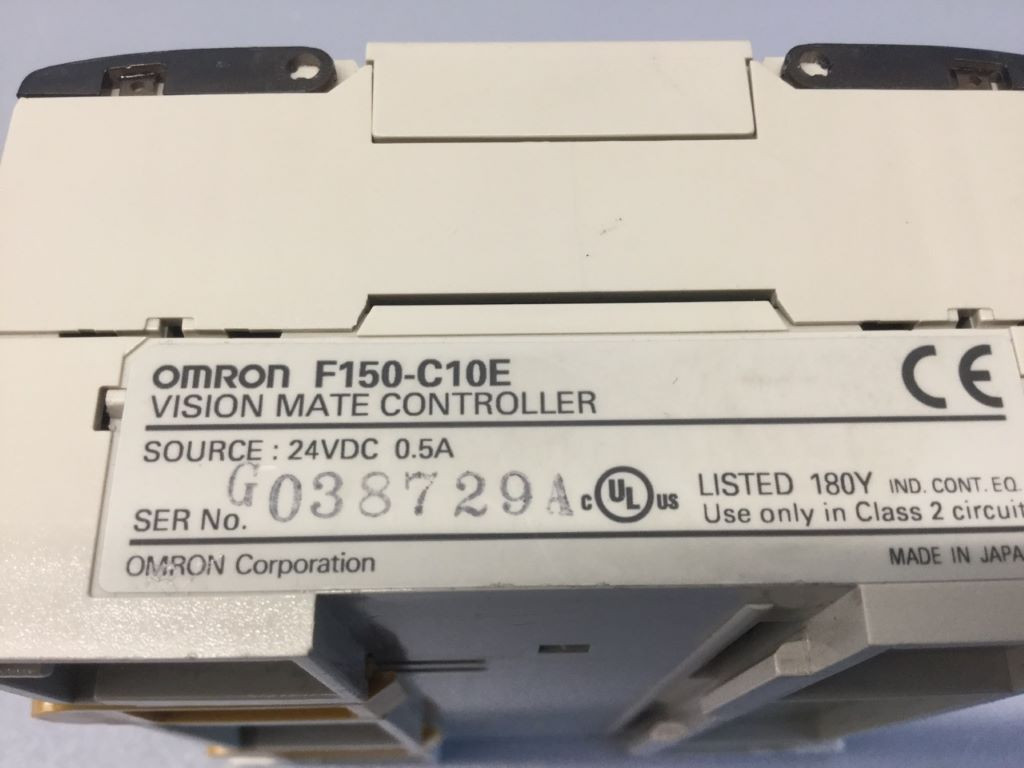 OMRON F150-C10E
CE
VISION MATE CONTROLLER
SOURCE : 24VDC 0.5A
SER No. G038729A
c UL us
LISTED 180Y IND. CONT. EQ.
Use only in Class 2 circuit
OMRON Corporation
MADE IN JAPA